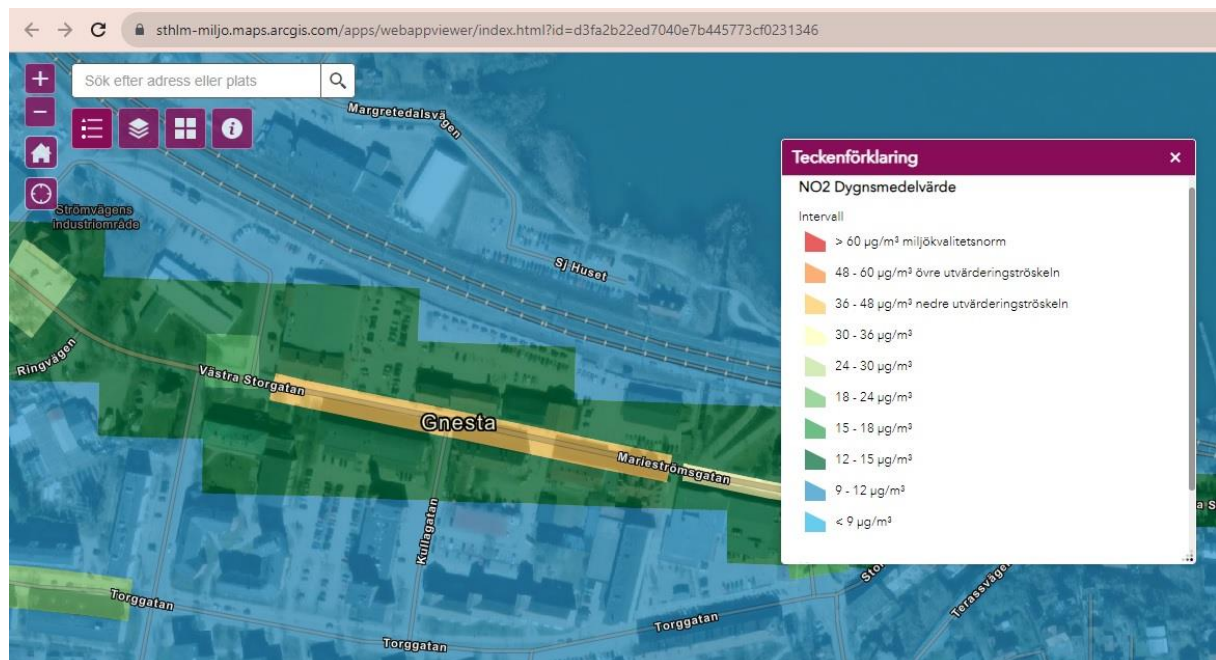 sthlm-miljo.maps.arcgis.com/apps/webappviewer/index.html?id=d3fa2b22ed7040e7b445773cf0231346
Sök efter adress eller plats
Margretedalsvägen
Strömvägens
industriområde
Sj Huset
Ringvägen
Västra Storgatan
Gnesta
Marieströmsgatan
Kullagatan
Torggatan
Torggatan
Torggatan
Terassvägen
Teckenförklaring
NO2 Dygnsmedelvärde
Intervall
> 60 µg/m³ miljökvalitetsnorm
48 - 60 µg/m³ övre utvärderingströskeln
36 - 48 µg/m³ nedre utvärderingströskeln
30 - 36 µg/m³
24 - 30 µg/m³
18 - 24 µg/m³
15 - 18 µg/m³
12 - 15 µg/m³
9 - 12 µg/m³
< 9 µg/m³